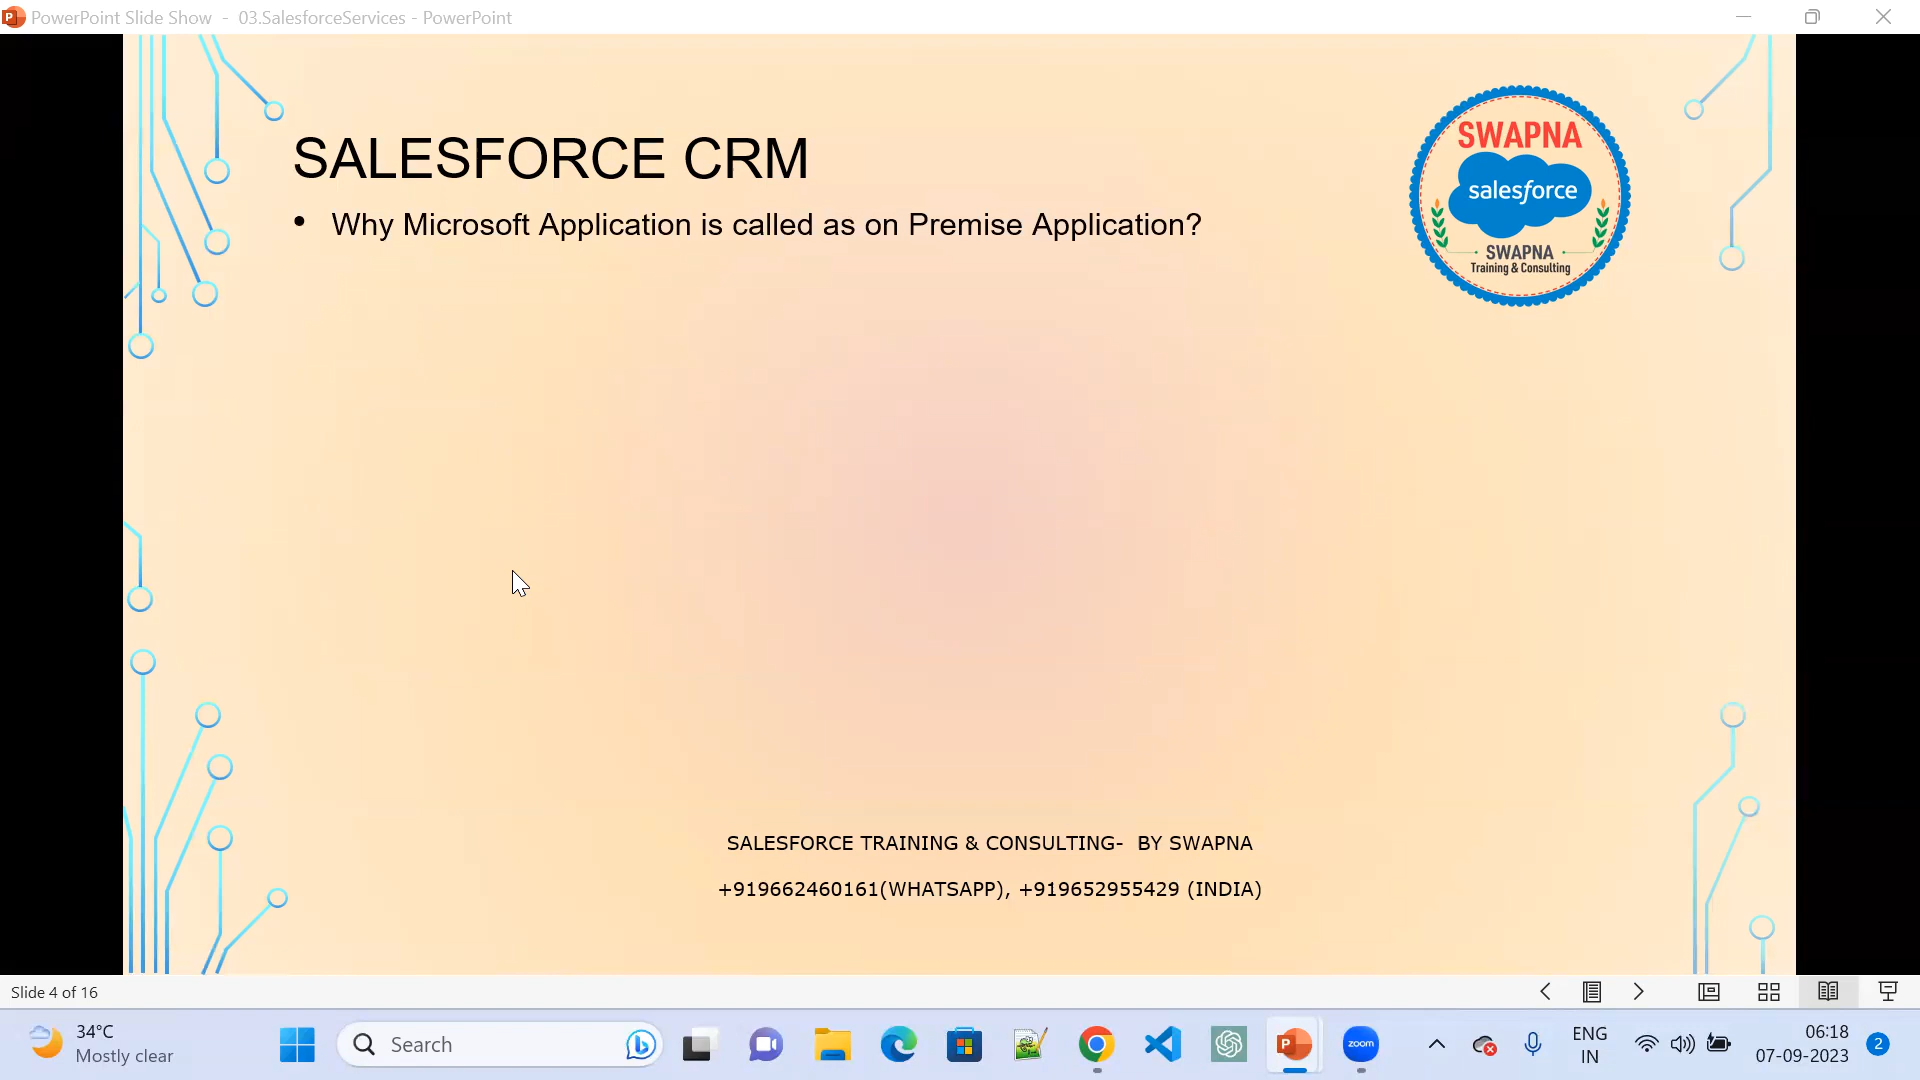 PowerPoint Slide Show - 03.SalesforceServices - PowerPoint
SALESFORCE CRM
• Why Microsoft Application is called as on Premise Application?
SWAPNA
salesforce
SWAPNA
Training & Consulting
SALESFORCE TRAINING & CONSULTING- BY SWAPNA
+919662460161(WHATSAPP), +919652955429 (INDIA)
Slide 4 of 16
34°C
Mostly clear
Search
zoom
ENG
IN
06:18
07-09-2023
2